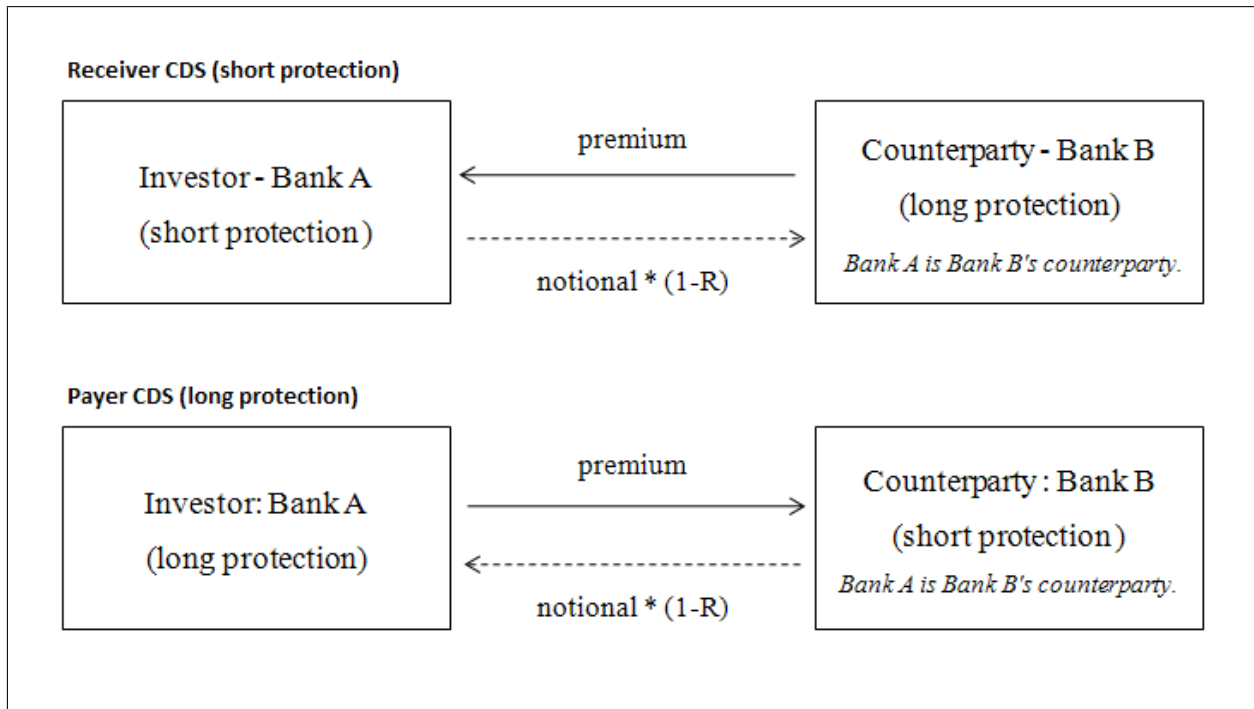 Receiver CDS (short protection)
Investor - Bank A
(short protection)
premium
notional * (1-R)
Counterparty - Bank B
(long protection)
Bank A is Bank B's counterparty.
Payer CDS (long protection)
Investor: Bank A
(long protection)
premium
notional * (1-R)
Counterparty : Bank B
(short protection)
Bank A is Bank B's counterparty.